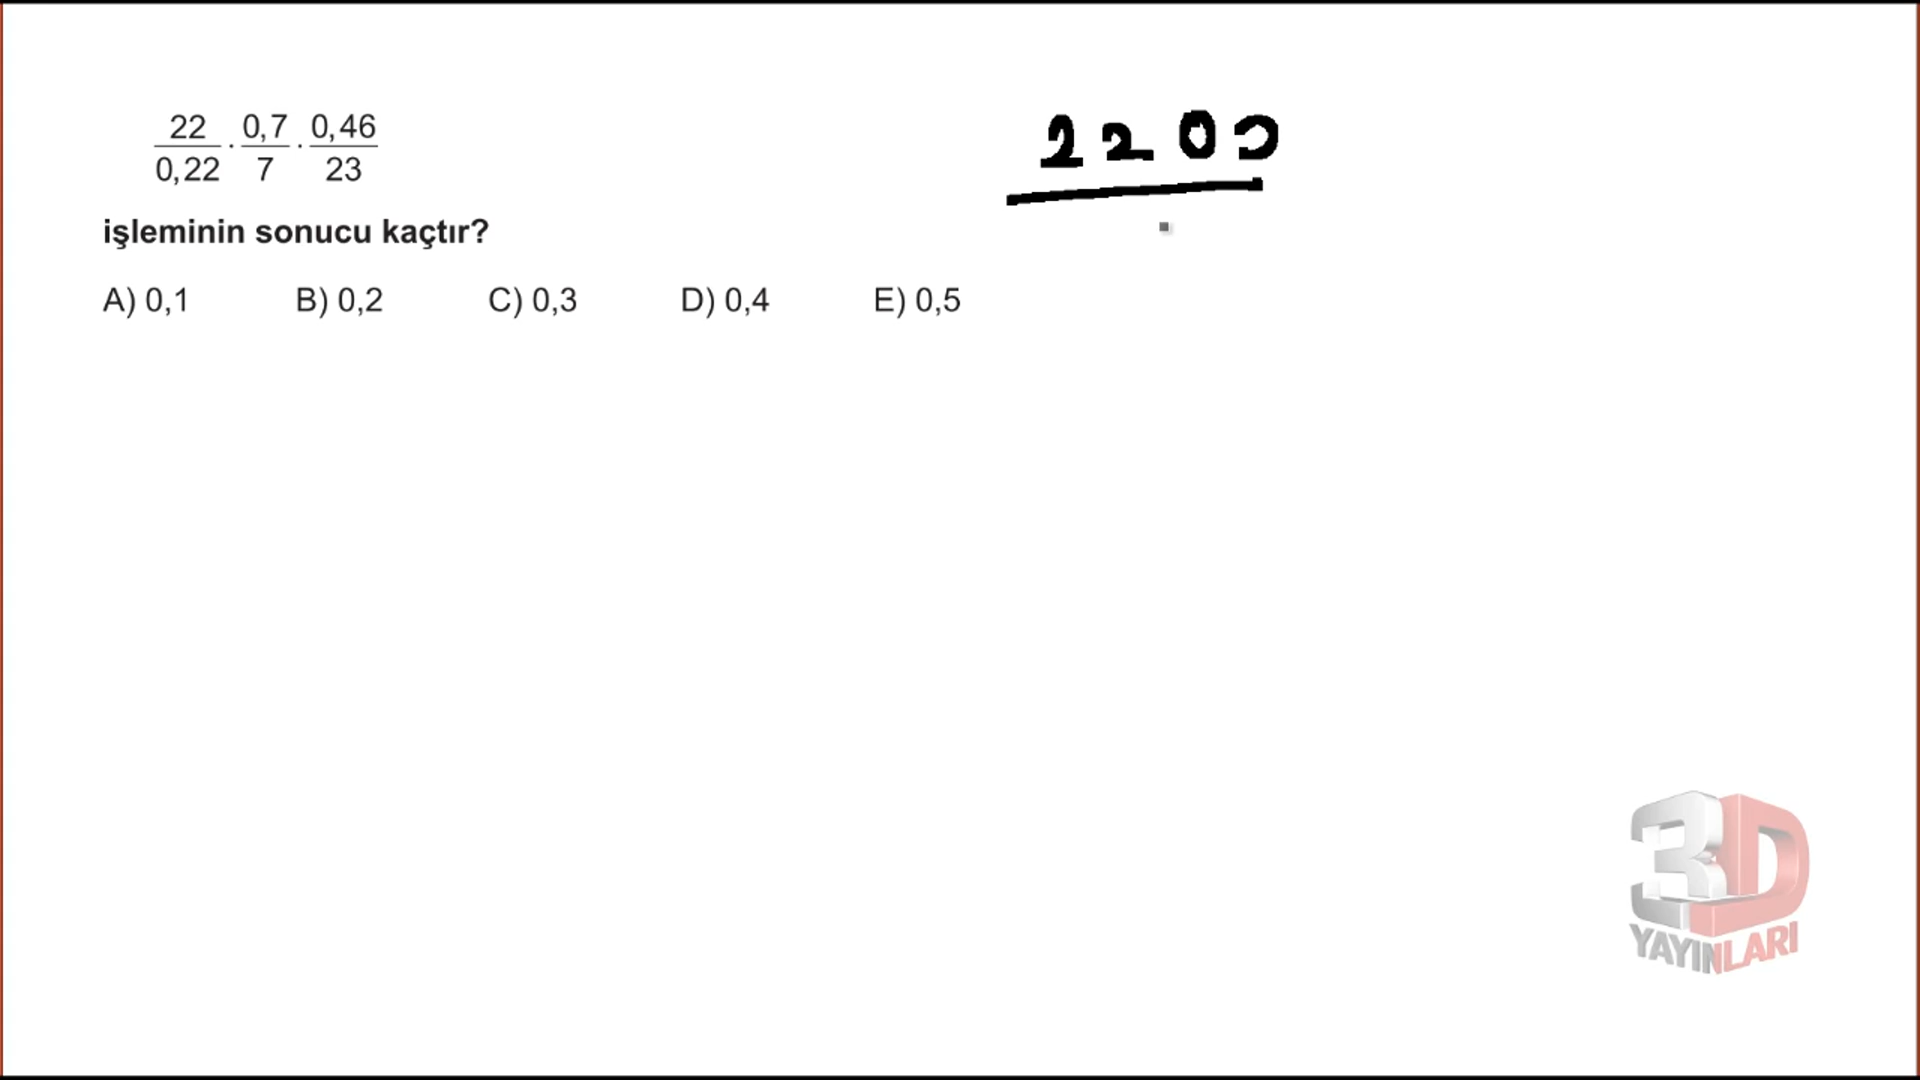 22/0,22 · 0,7/7 · 0,46/23
işleminin sonucu kaçtır?
A) 0,1 B) 0,2 C) 0,3 D) 0,4 E) 0,5
2200
3D
YAYINLARI